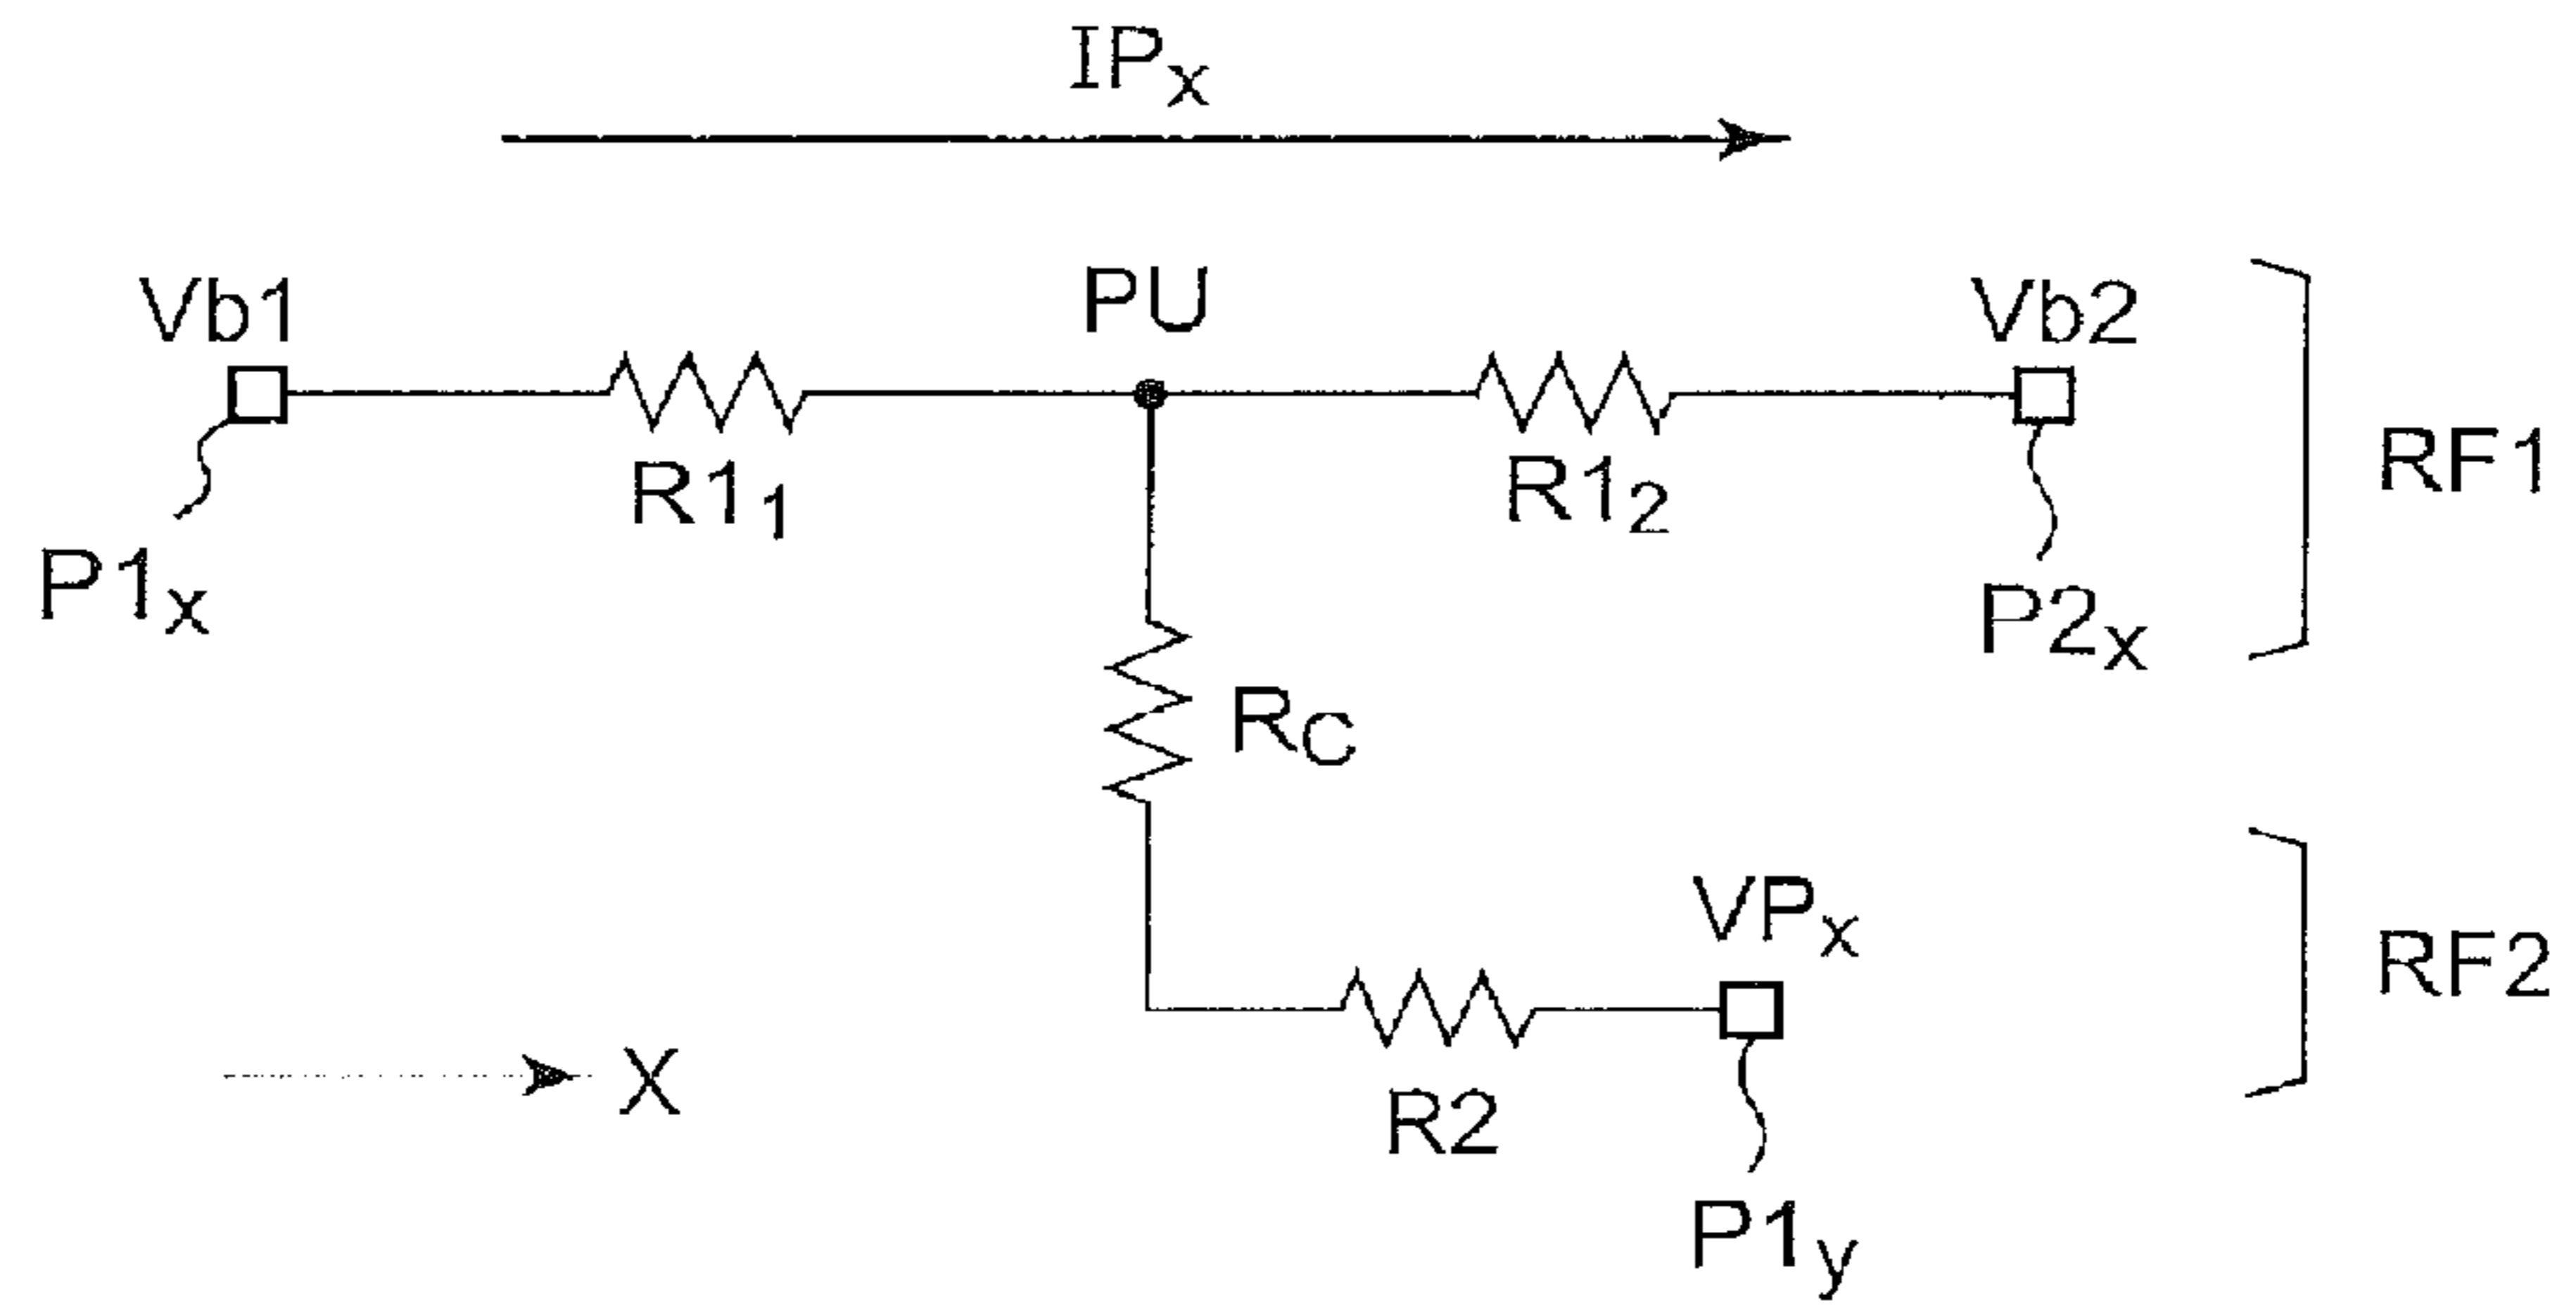 IPx
Vb1
PU
Vb2
R1₁
R1₂
RF1
P1x
P2x
RC
VPx
RF2
X
R2
P1y